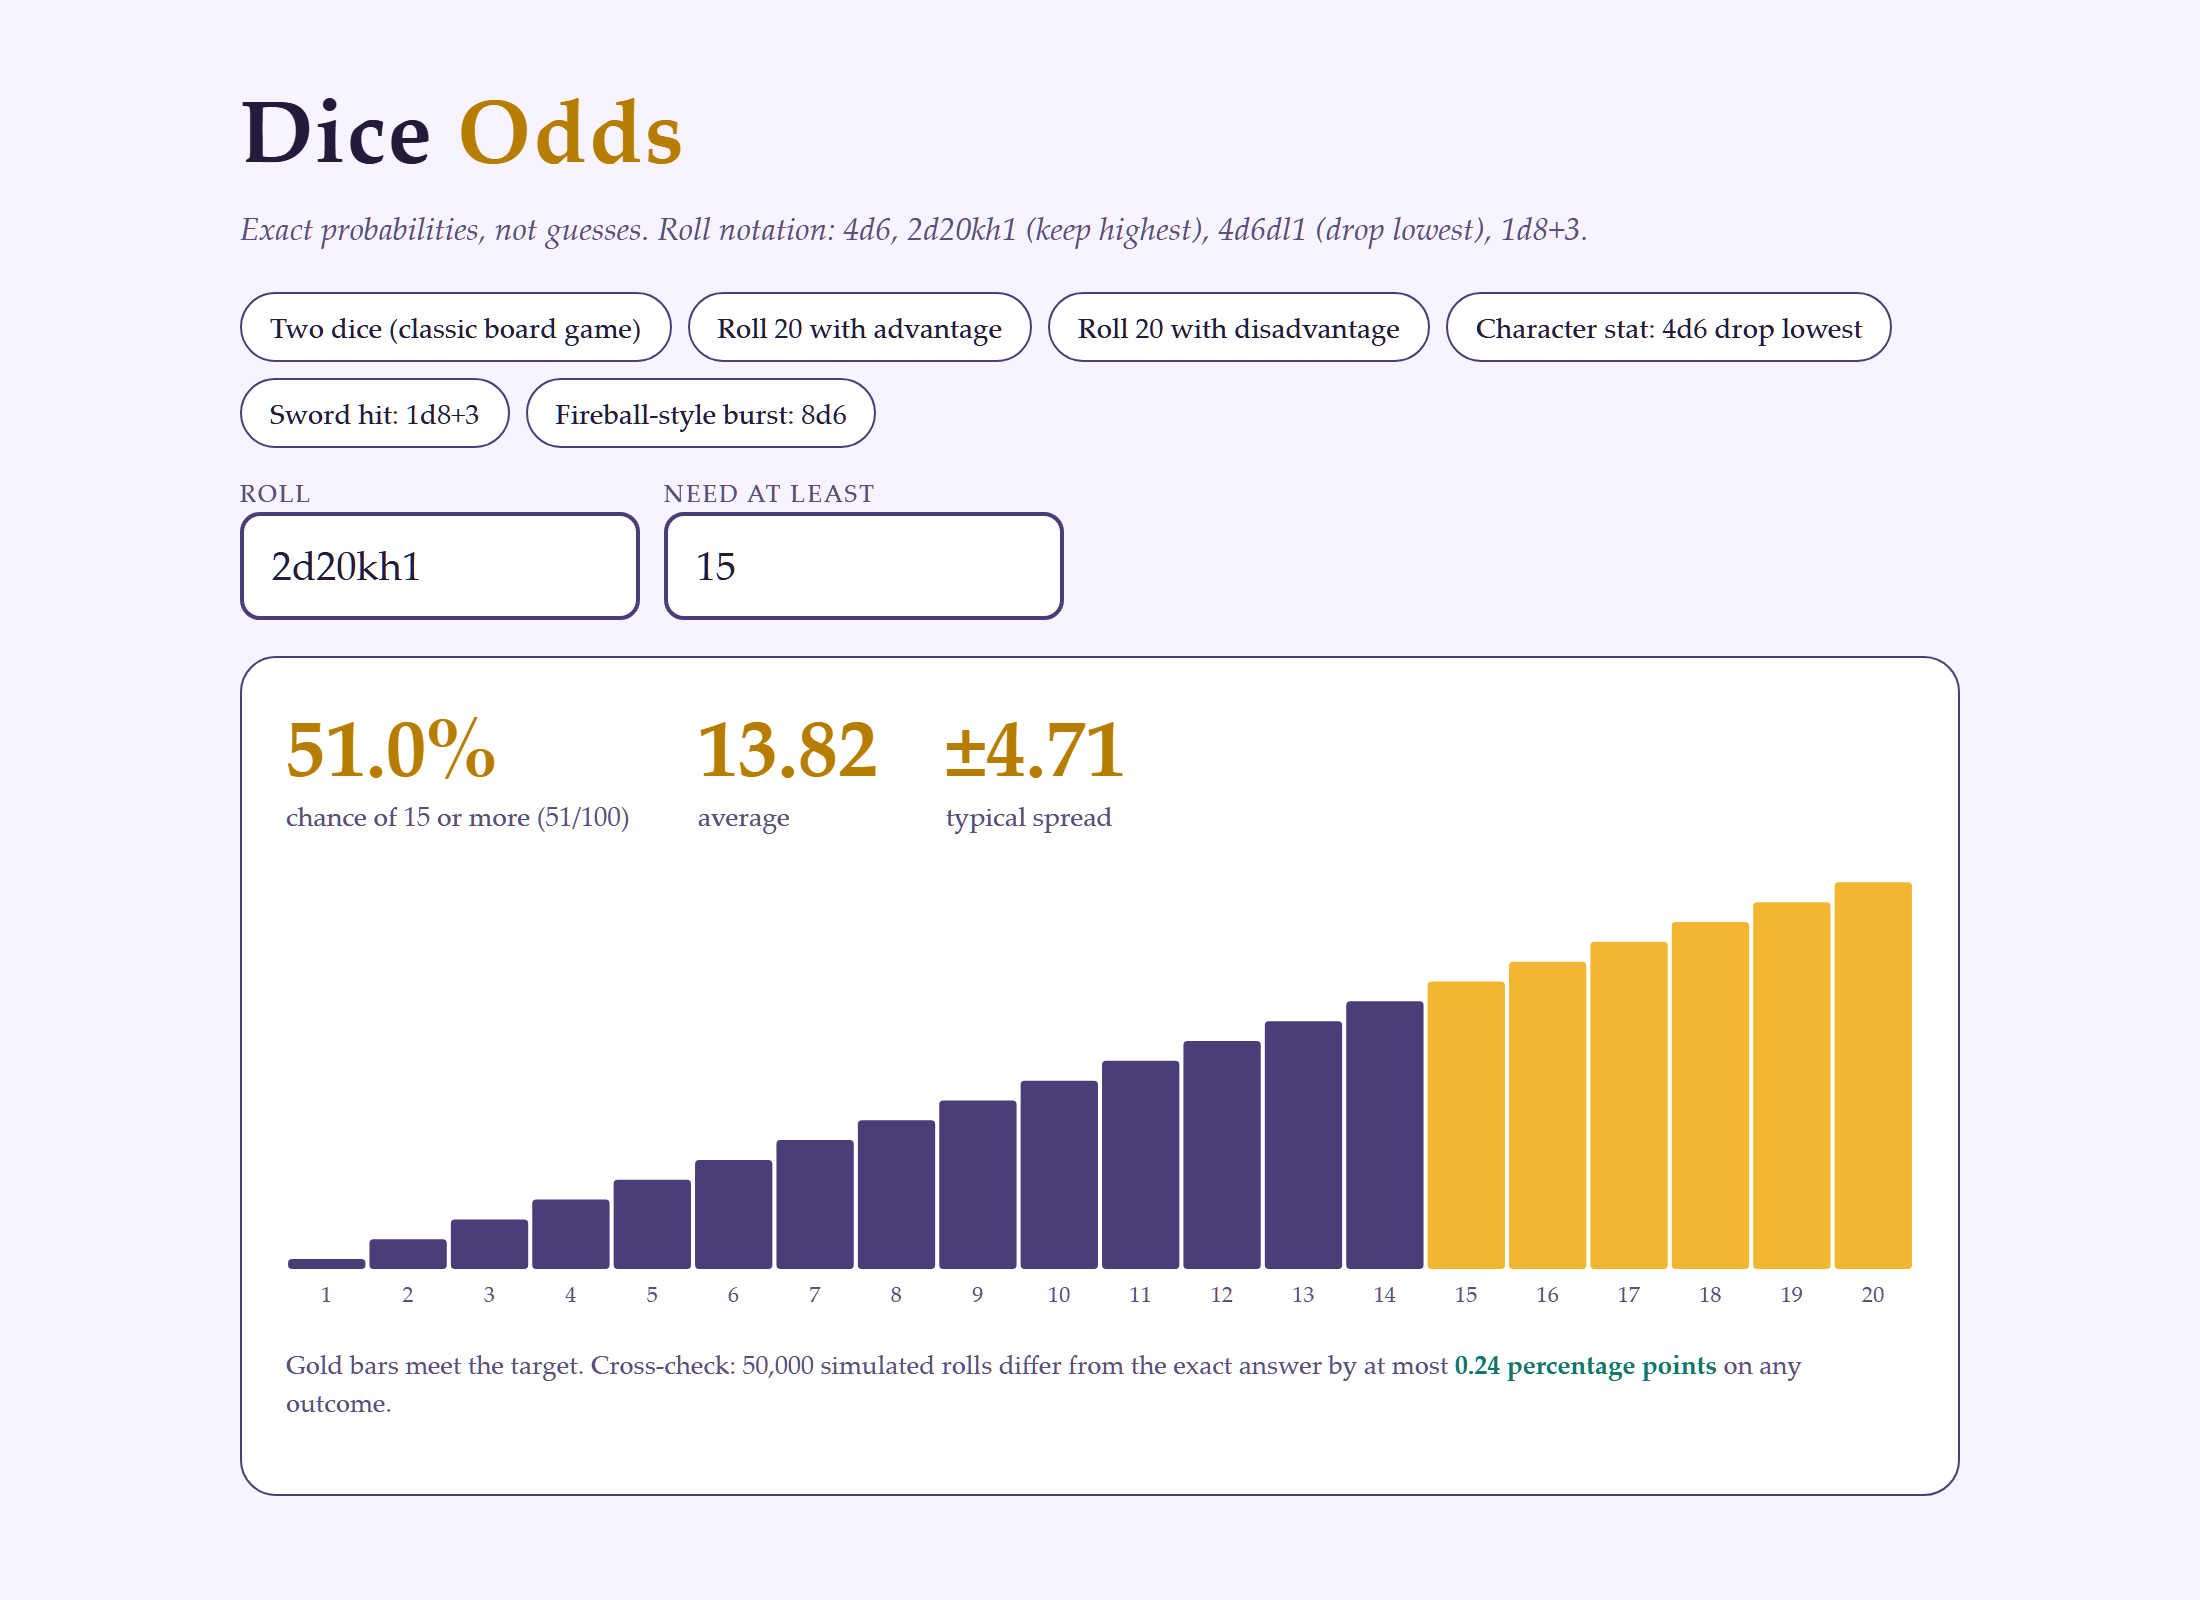 Dice Odds
Exact probabilities, not guesses. Roll notation: 4d6, 2d20kh1 (keep highest), 4d6dl1 (drop lowest), 1d8+3.
Two dice (classic board game) Roll 20 with advantage Roll 20 with disadvantage Character stat: 4d6 drop lowest
Sword hit: 1d8+3 Fireball-style burst: 8d6
ROLL NEED AT LEAST
2d20kh1 15
51.0% 13.82 ±4.71
chance of 15 or more (51/100) average typical spread
1 2 3 4 5 6 7 8 9 10 11 12 13 14 15 16 17 18 19 20
Gold bars meet the target. Cross-check: 50,000 simulated rolls differ from the exact answer by at most 0.24 percentage points on any
outcome.